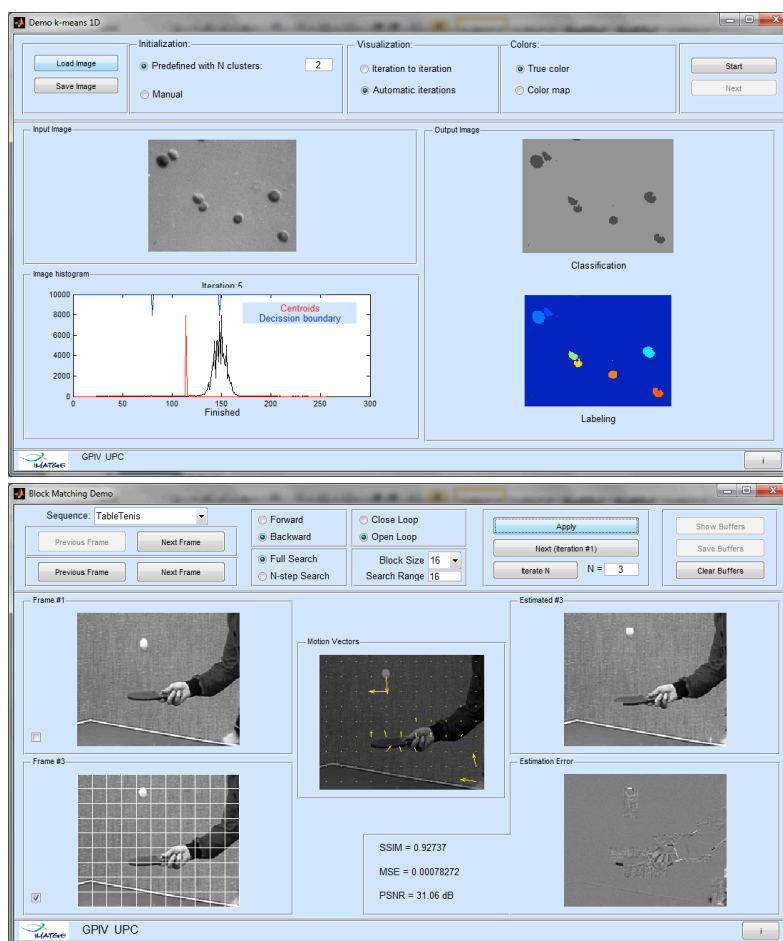 Demo k-means 1D
Load Image
Save Image
Initialization:
Predefined with N clusters:
2
Manual
Visualization:
Iteration to iteration
Automatic iterations
Colors:
True color
Color map
Start
Next
Input Image
Image histogram
Iteration:5
10000
8000
6000
4000
2000
0
0
50
100
150
200
250
300
Centroids
Decission boundary
Finished
Output Image
Classification
Labeling
IMATGE
GPIV UPC
i
Block Matching Demo
Sequence:
TableTenis
Previous Frame
Next Frame
Previous Frame
Next Frame
Forward
Backward
Full Search
N-step Search
Close Loop
Open Loop
Block Size
16
Search Range
16
Apply
Next (Iteration #1)
Iterate N
N =
3
Show Buffers
Save Buffers
Clear Buffers
Frame #1
Frame #3
Motion Vectors
SSIM = 0.92737
MSE = 0.00078272
PSNR = 31.06 dB
Estimated #3
Estimation Error
IMATGE
GPIV UPC
i